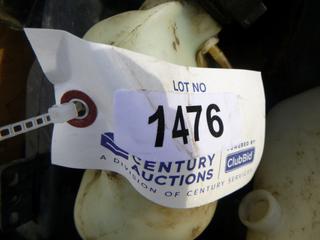 LOT NO
1476
CENTURY
AUCTIONS
A DIVISION OF CENTURY SERVICES
POWERED BY
ClubBid